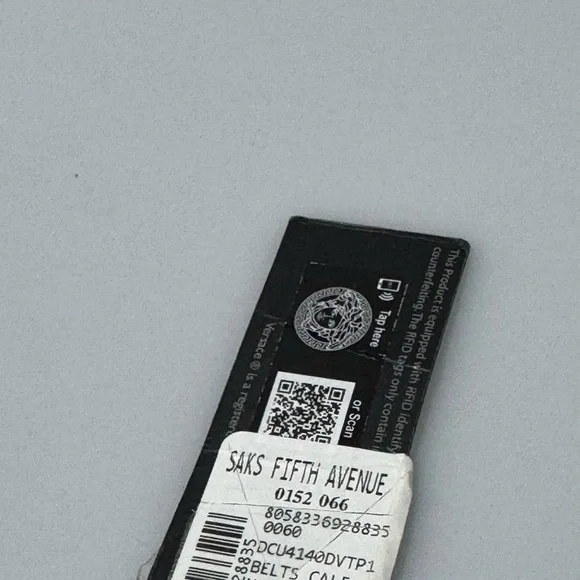 This Product is equipped with RFID identify
counterfeiting. The RFID tags only contain
Tap here
or Scan
Versace® is a register
SAKS FIFTH AVENUE
0152 066
8058336928835
0060
28835
DCU4140DVTP1
BELTS CALF